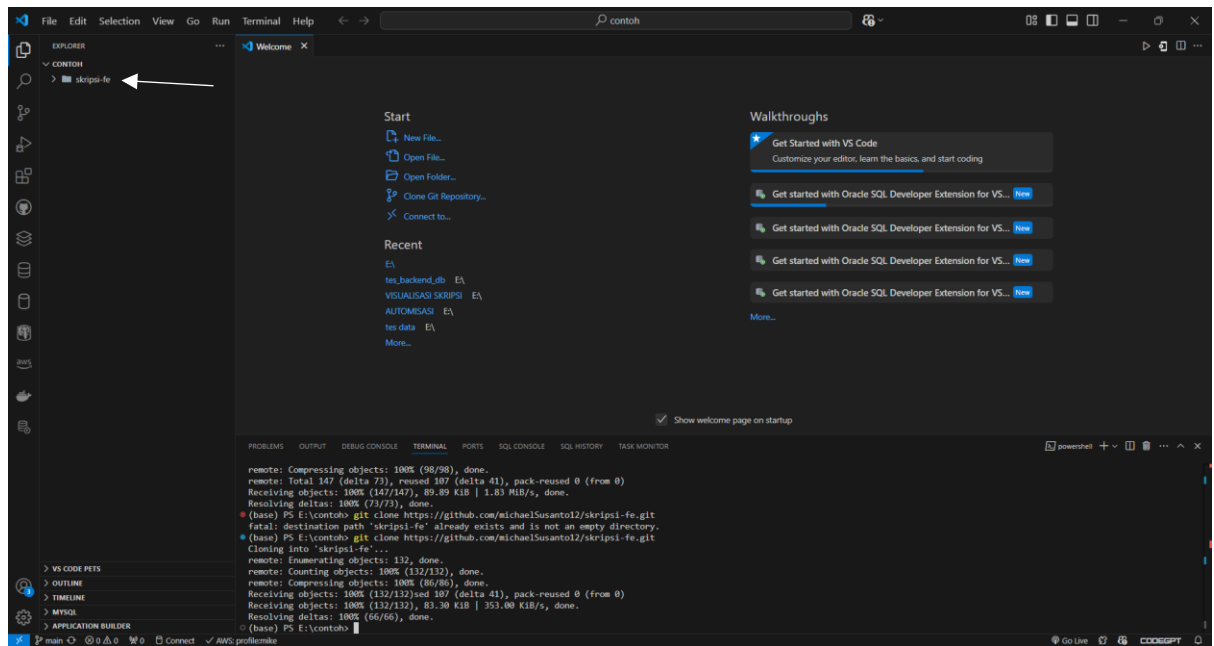 File Edit Selection View Go Run Terminal Help
contoh
EXPLORER
CONTOH
skripsi-fe
Welcome
Start
New File...
Open File...
Open Folder...
Clone Git Repository...
Connect to...
Recent
E:\
tes_backend_db E:\
VISUALISASI SKRIPSI E:\
AUTOMISASI E:\
tes data E:\
More...
Walkthroughs
Get Started with VS Code
Customize your editor, learn the basics, and start coding
Get started with Oracle SQL Developer Extension for VS... New
Get started with Oracle SQL Developer Extension for VS... New
Get started with Oracle SQL Developer Extension for VS... New
Get started with Oracle SQL Developer Extension for VS... New
More...
Show welcome page on startup
PROBLEMS OUTPUT DEBUG CONSOLE TERMINAL PORTS SQL CONSOLE SQL HISTORY TASK MONITOR
powershell
remote: Compressing objects: 100% (98/98), done.
remote: Total 147 (delta 73), reused 107 (delta 41), pack-reused 0 (from 0)
Receiving objects: 100% (147/147), 89.89 KiB | 1.83 MiB/s, done.
Resolving deltas: 100% (73/73), done.
(base) PS E:\contoh> git clone https://github.com/michaelSusanto12/skripsi-fe.git
fatal: destination path 'skripsi-fe' already exists and is not an empty directory.
(base) PS E:\contoh> git clone https://github.com/michaelSusanto12/skripsi-fe.git
Cloning into 'skripsi-fe'...
remote: Enumerating objects: 132, done.
remote: Counting objects: 100% (132/132), done.
remote: Compressing objects: 100% (86/86), done.
Receiving objects: 100% (132/132)sed 107 (delta 41), pack-reused 0 (from 0)
Receiving objects: 100% (132/132), 83.30 KiB | 353.00 KiB/s, done.
Resolving deltas: 100% (66/66), done.
(base) PS E:\contoh>
aws
VS CODE PETS
OUTLINE
TIMELINE
MYSQL
APPLICATION BUILDER
3
main 0 0 0 Connect AWS: profile:mike
Go Live CODEGPT